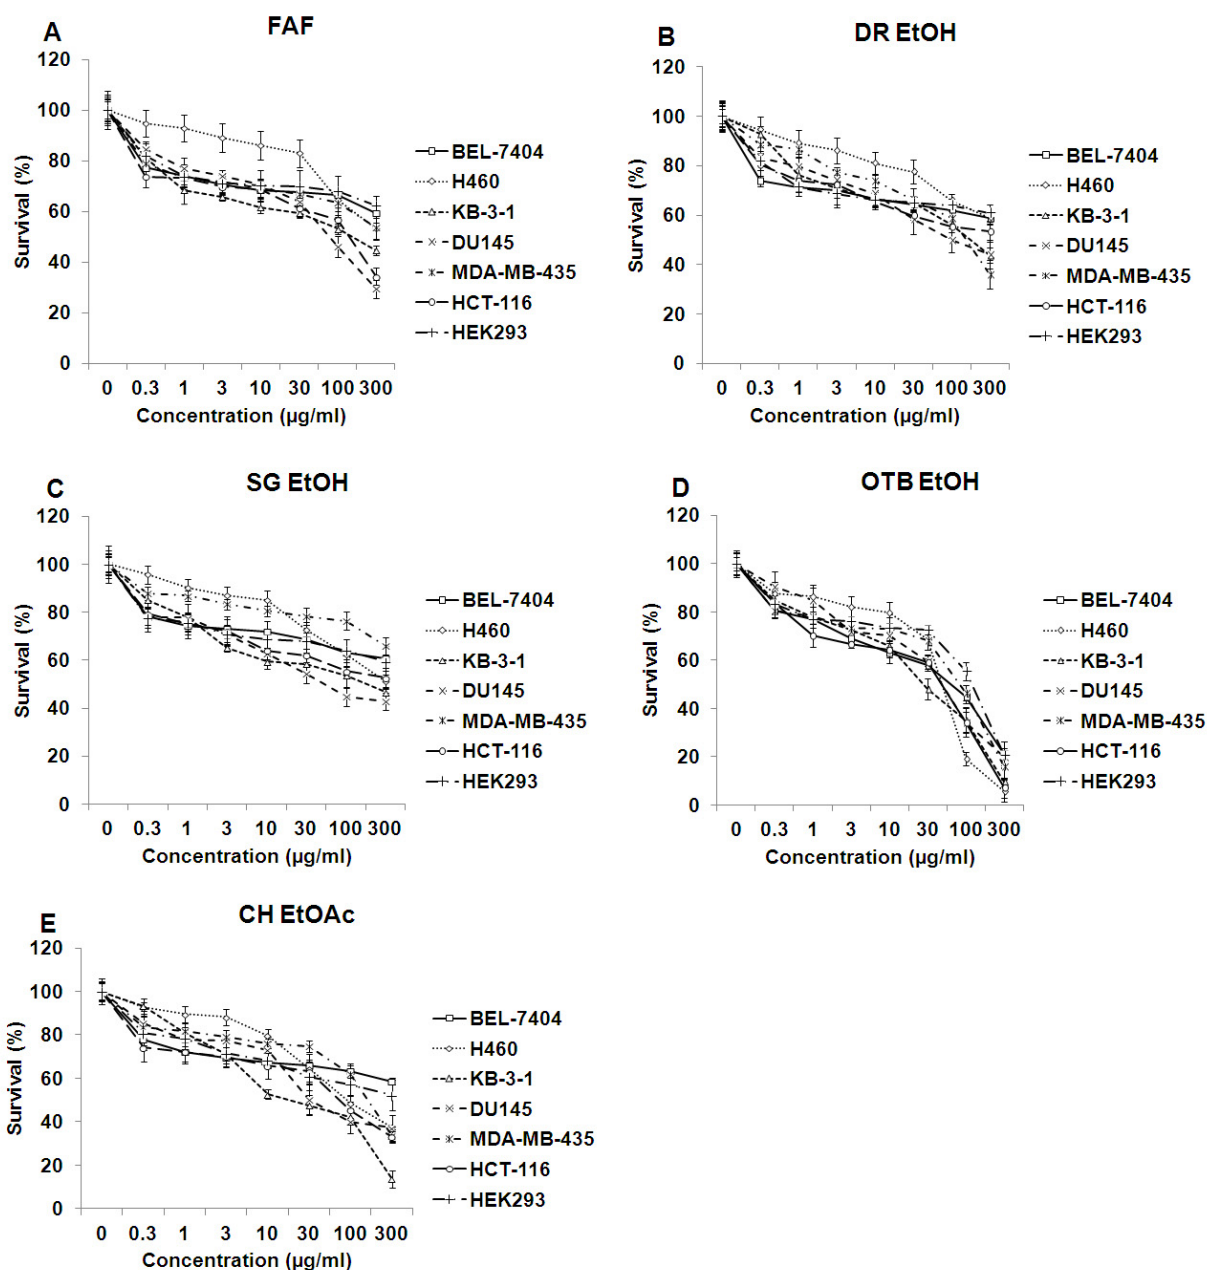 A
FAF
120
100
80
60
40
20
0
Survival (%)
0 0.3 1 3 10 30 100 300
Concentration (µg/ml)
BEL-7404
H460
KB-3-1
DU145
MDA-MB-435
HCT-116
HEK293
B
DR EtOH
120
100
80
60
40
20
0
Survival (%)
0 0.3 1 3 10 30 100 300
Concentration (µg/ml)
BEL-7404
H460
KB-3-1
DU145
MDA-MB-435
HCT-116
HEK293
C
SG EtOH
120
100
80
60
40
20
0
Survival (%)
0 0.3 1 3 10 30 100 300
Concentration (µg/ml)
BEL-7404
H460
KB-3-1
DU145
MDA-MB-435
HCT-116
HEK293
D
OTB EtOH
120
100
80
60
40
20
0
Survival (%)
0 0.3 1 3 10 30 100 300
Concentration (µg/ml)
BEL-7404
H460
KB-3-1
DU145
MDA-MB-435
HCT-116
HEK293
E
CH EtOAc
120
100
80
60
40
20
0
Survival (%)
0 0.3 1 3 10 30 100 300
Concentration (µg/ml)
BEL-7404
H460
KB-3-1
DU145
MDA-MB-435
HCT-116
HEK293